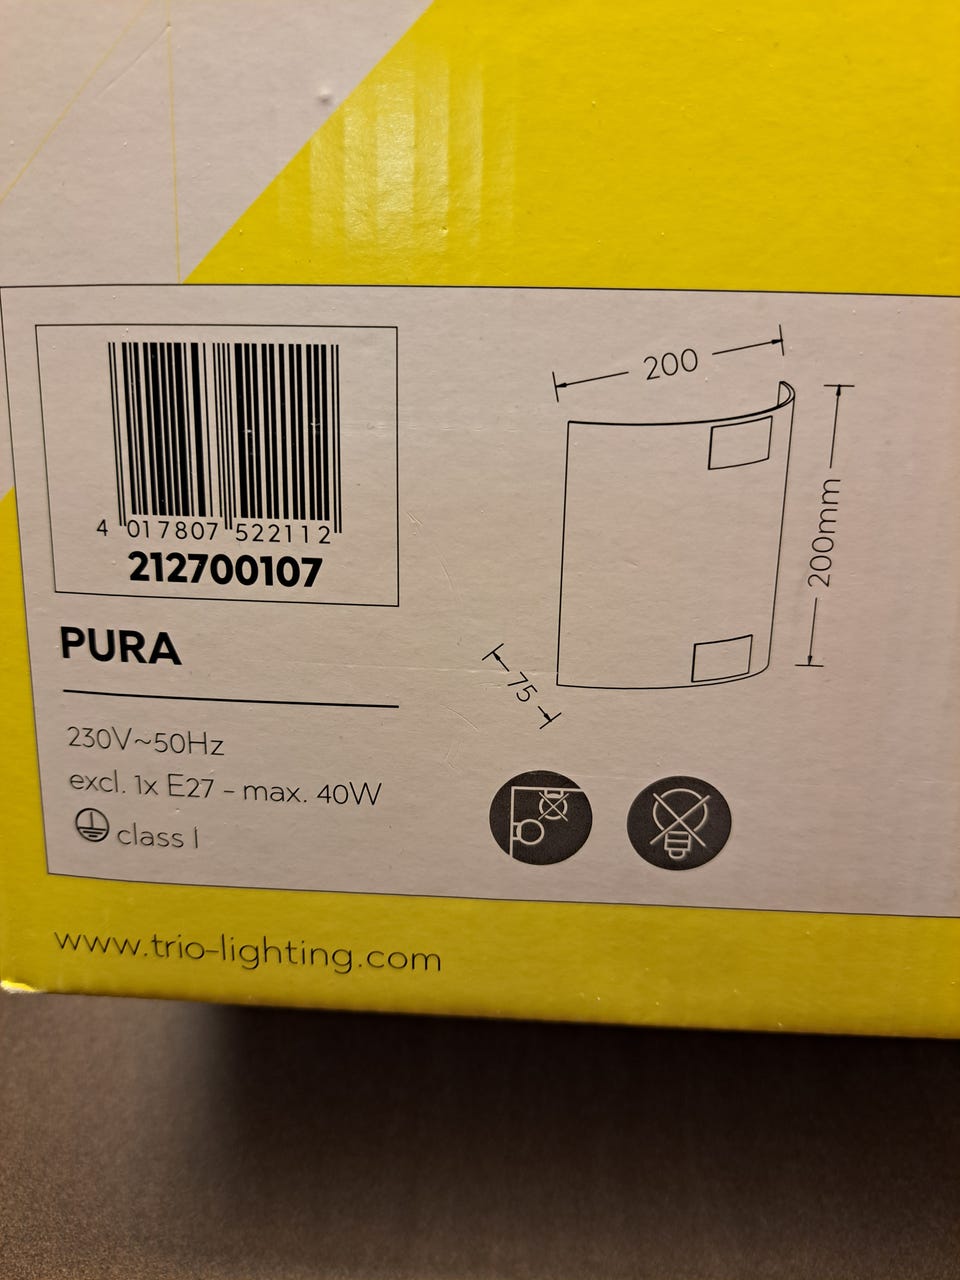 200
200mm
75
4 017807 522112
212700107
PURA
230V~50Hz
excl. 1x E27 - max. 40W
class I
www.trio-lighting.com